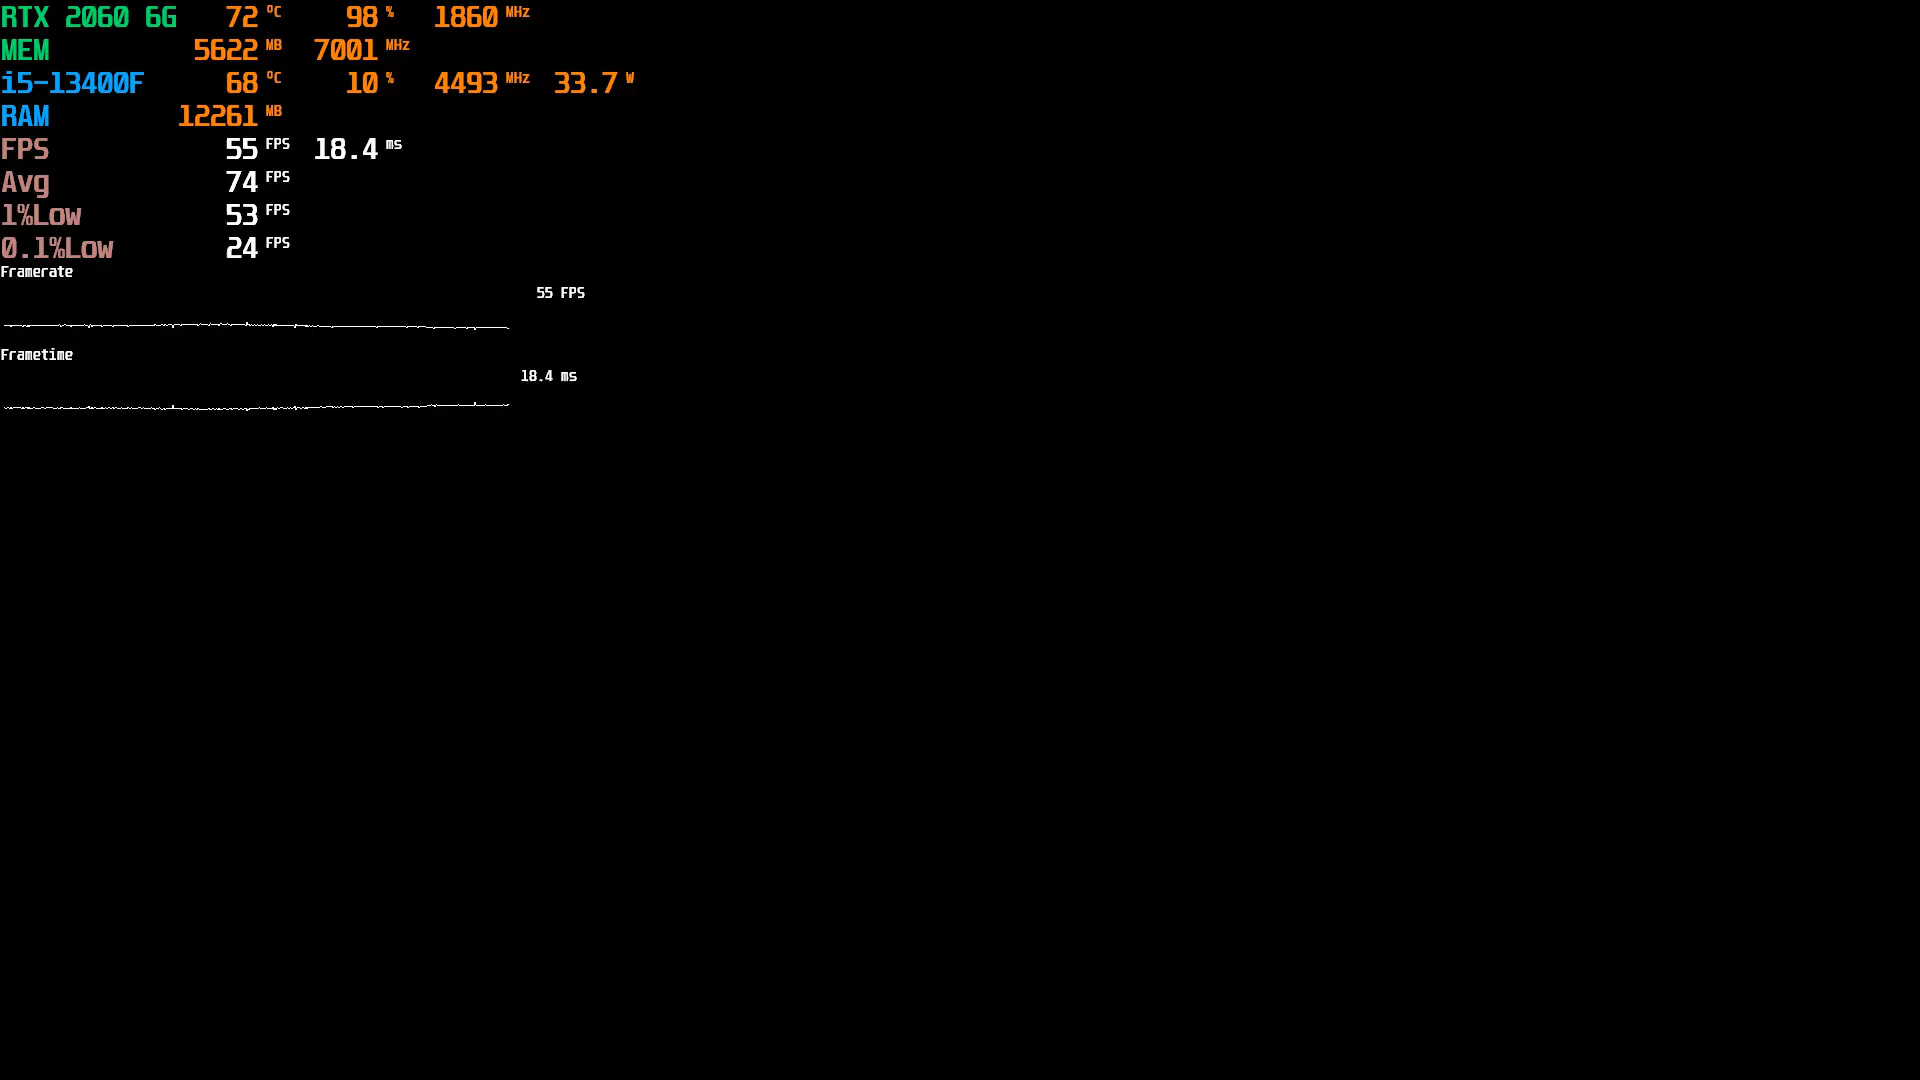 RTX 2060 6G 72 °C 98 % 1860 MHz
MEM 5622 MB 7001 MHz
i5-13400F 68 °C 10 % 4493 MHz 33.7 W
RAM 12261 MB
FPS 55 FPS 18.4 ms
Avg 74 FPS
1%Low 53 FPS
0.1%Low 24 FPS
Framerate
55 FPS
Frametime
18.4 ms